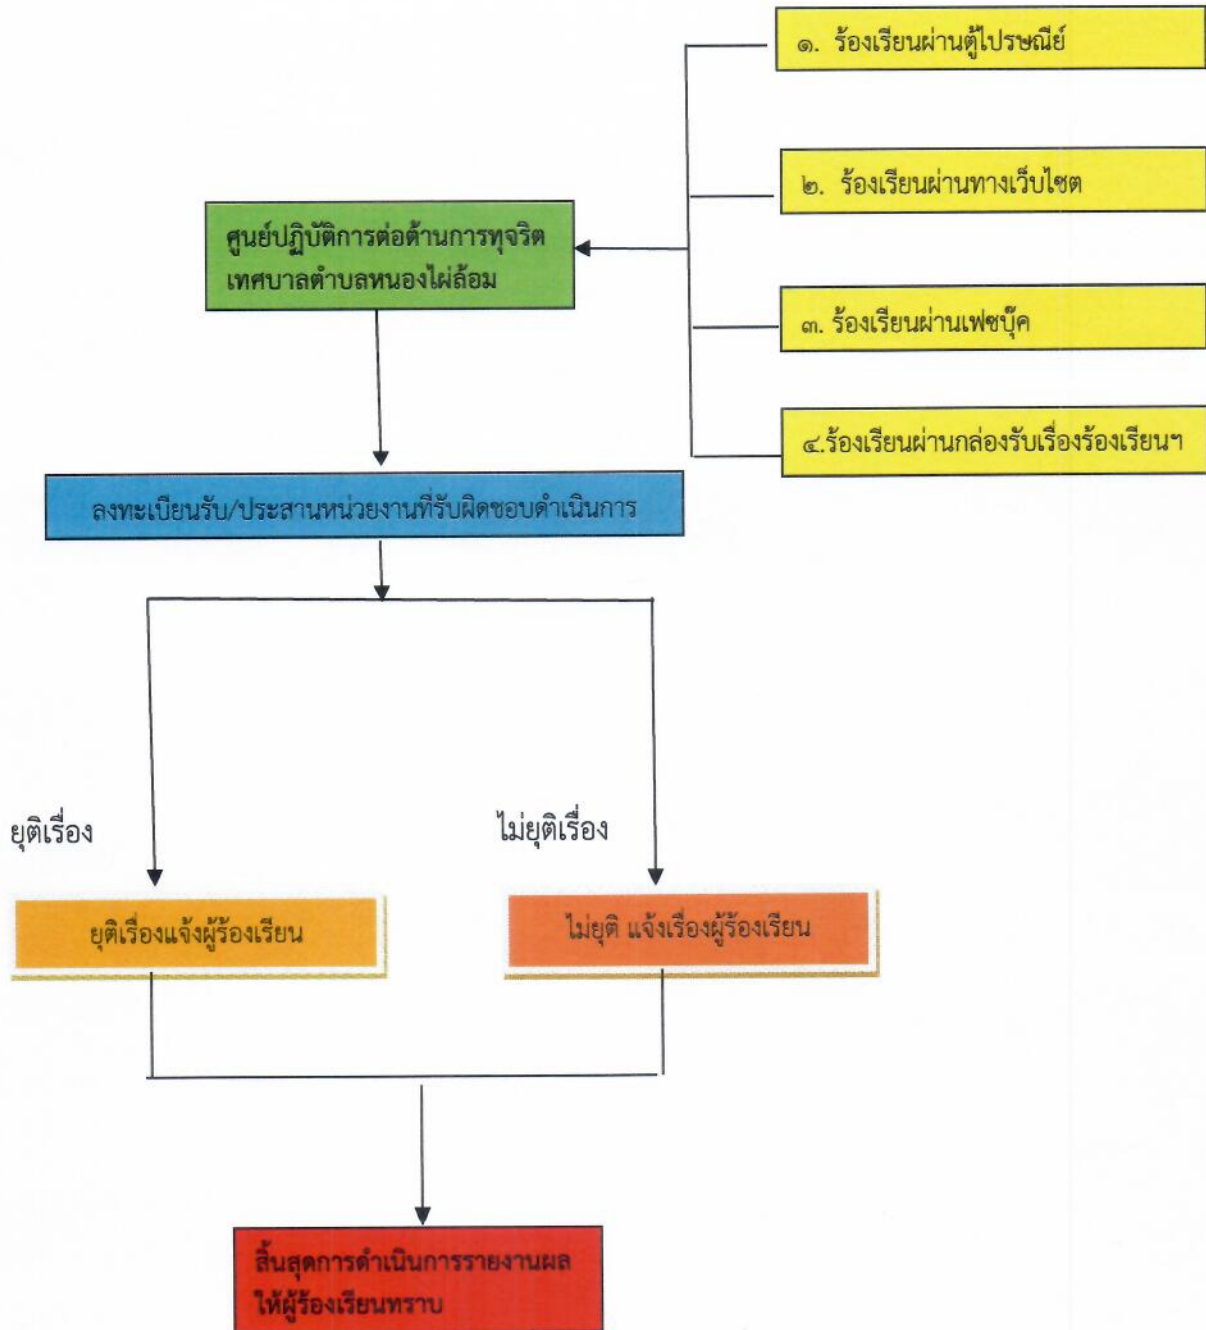 ๑. ร้องเรียนผ่านตู้ไปรษณีย์
๒. ร้องเรียนผ่านทางเว็บไซต
ศูนย์ปฏิบัติการต่อต้านการทุจริต
เทศบาลตำบลหนองไผ่ล้อม
๓. ร้องเรียนผ่านเฟซบุ๊ค
๔.ร้องเรียนผ่านกล่องรับเรื่องร้องเรียนฯ
ลงทะเบียนรับ/ประสานหน่วยงานที่รับผิดชอบดำเนินการ
ยุติเรื่อง
ไม่ยุติเรื่อง
ยุติเรื่องแจ้งผู้ร้องเรียน
ไม่ยุติ แจ้งเรื่องผู้ร้องเรียน
สิ้นสุดการดำเนินการรายงานผล
ให้ผู้ร้องเรียนทราบ